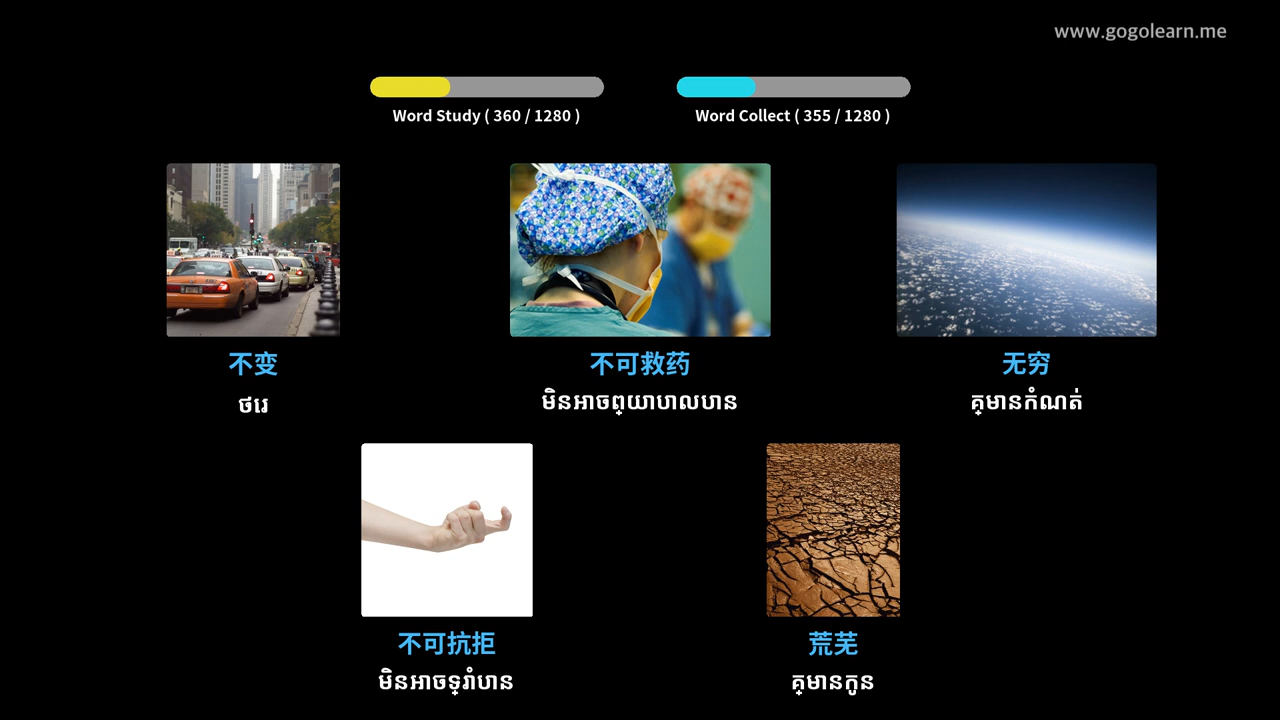 www.gogolearn.me
Word Study ( 360 / 1280 )
Word Collect ( 355 / 1280 )
不变
ថេរ
不可救药
មិនអាចព្យាបាលបាន
无穷
គ្មានកំណត់
不可抗拒
មិនអាចទ្រាំបាន
荒芜
គ្មានកូន